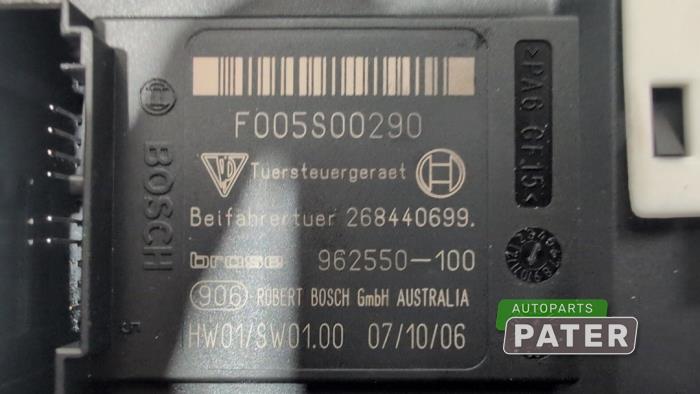 F005S00290
Tuersteuergeraet
Beifahrertuer 268440699.
brose 962550-100
906 ROBERT BOSCH GmbH AUSTRALIA
HW01/SW01.00 07/10/06
BOSCH
>PA6 GF15<
5
AUTOPARTS
PATER